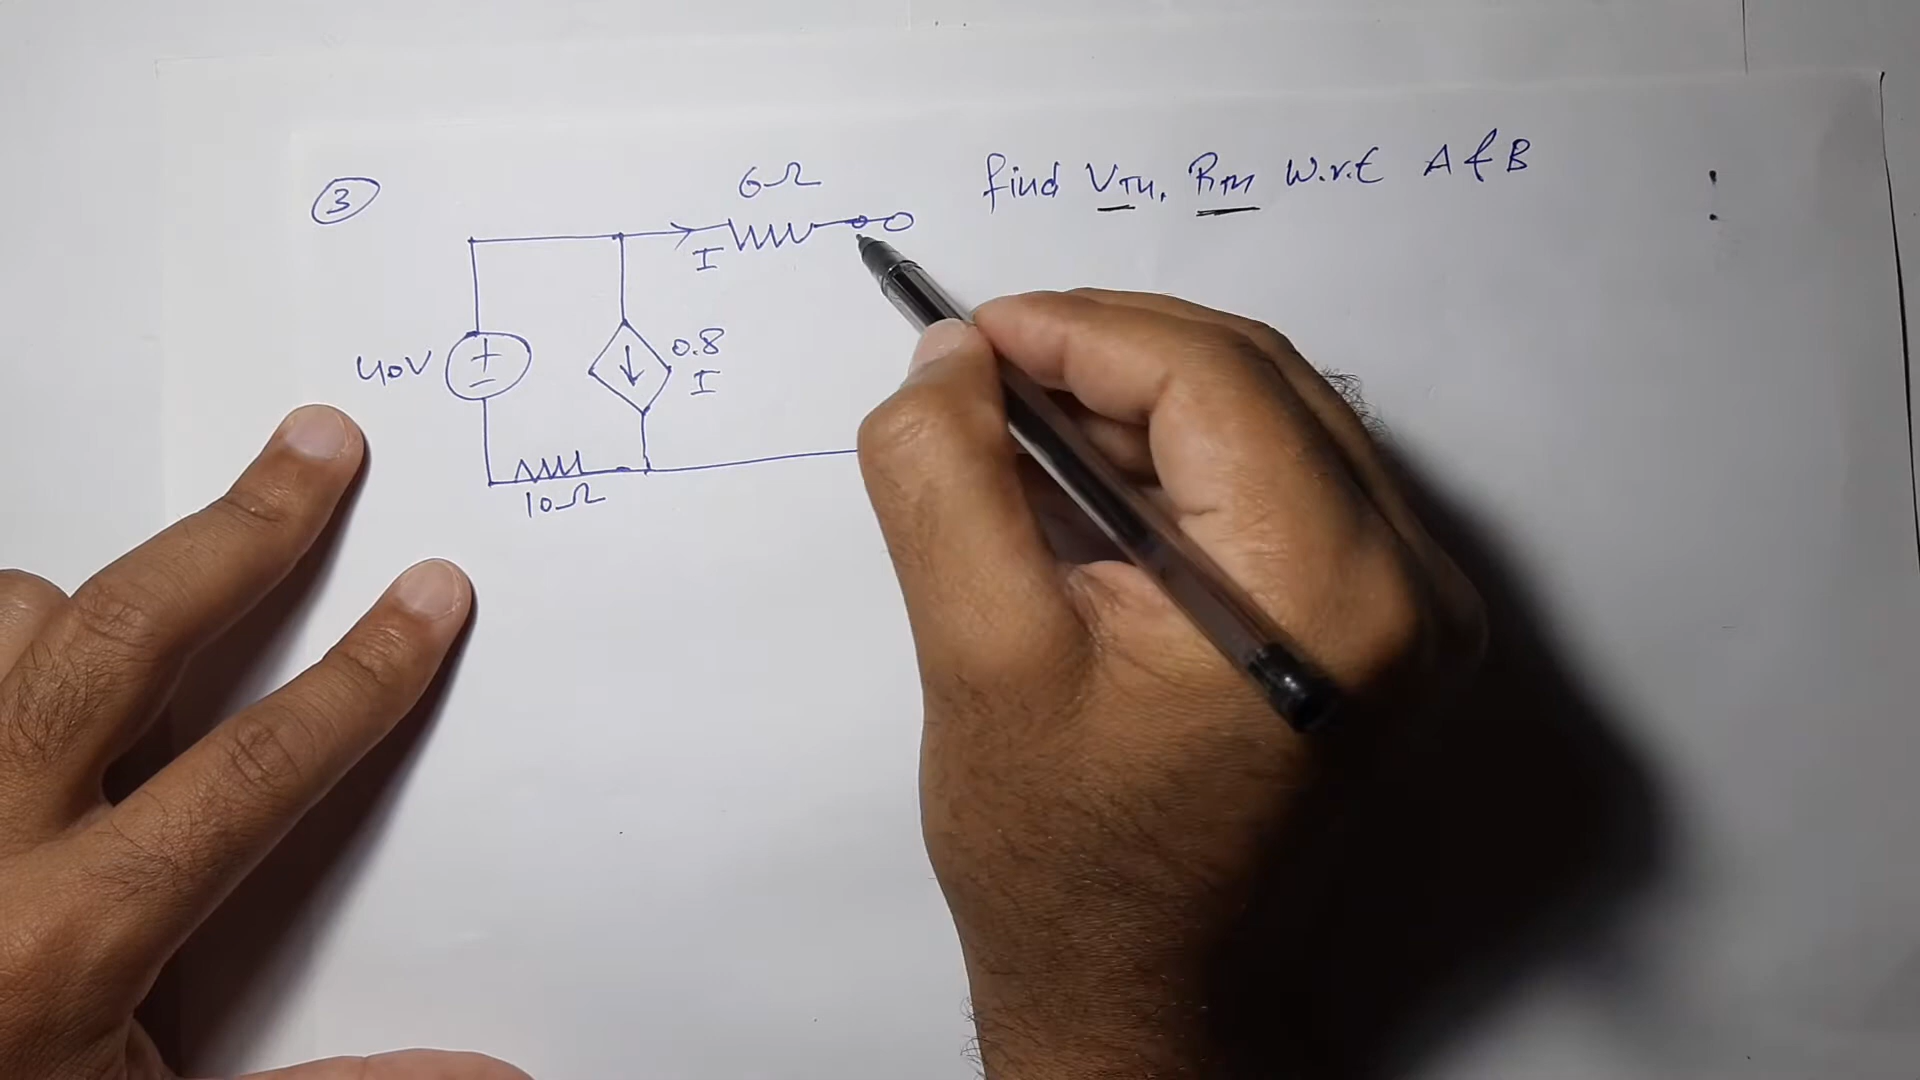 ③
6Ω
find VTH, RTH W.r.t A & B
I
40V
+
-
0.8
I
10Ω